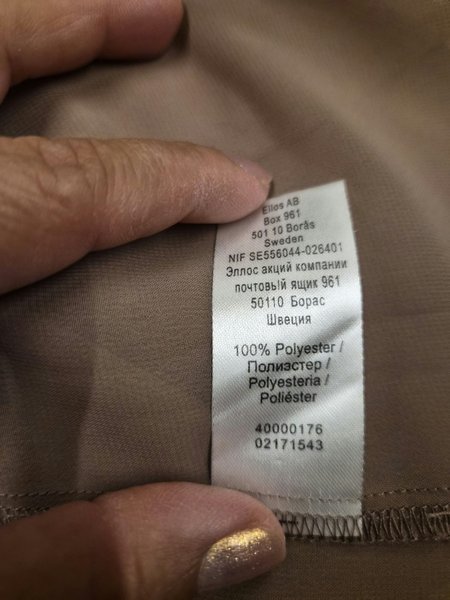 Ellos AB
Box 961
501 10 Borås
Sweden
NIF SE556044-026401
Эллос акций компании
почтовый ящик 961
50110 Борас
Швеция
100% Polyester /
Полиэстер /
Polyesteria /
Poliéster
40000176
02171543